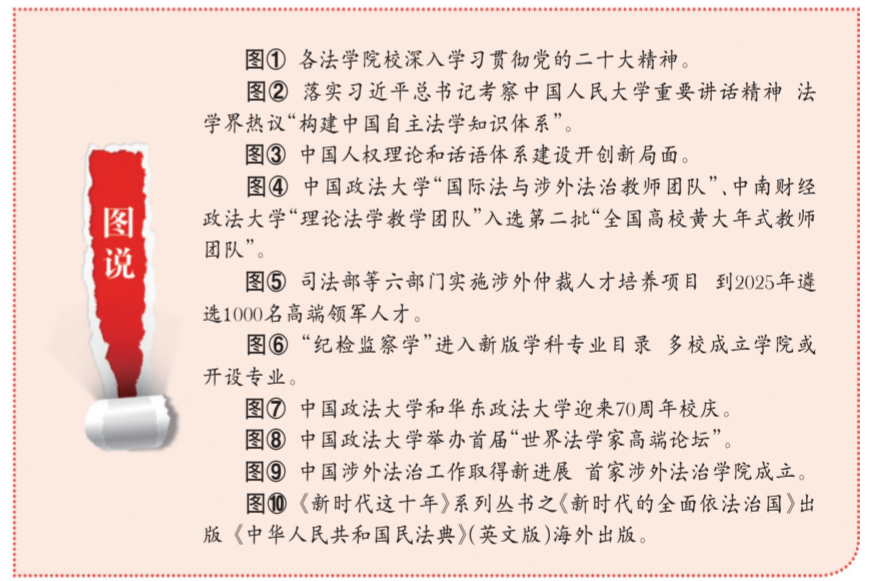 图说
图① 各法学院校深入学习贯彻党的二十大精神。
图② 落实习近平总书记考察中国人民大学重要讲话精神 法
学界热议“构建中国自主法学知识体系”。
图③ 中国人权理论和话语体系建设开创新局面。
图④ 中国政法大学“国际法与涉外法治教师团队”、中南财经
政法大学“理论法学教学团队”入选第二批“全国高校黄大年式教师
团队”。
图⑤ 司法部等六部门实施涉外仲裁人才培养项目 到2025年遴
选1000名高端领军人才。
图⑥ “纪检监察学”进入新版学科专业目录 多校成立学院或
开设专业。
图⑦ 中国政法大学和华东政法大学迎来70周年校庆。
图⑧ 中国政法大学举办首届“世界法学家高端论坛”。
图⑨ 中国涉外法治工作取得新进展 首家涉外法治学院成立。
图⑩《新时代这十年》系列丛书之《新时代的全面依法治国》出
版《中华人民共和国民法典》(英文版)海外出版。